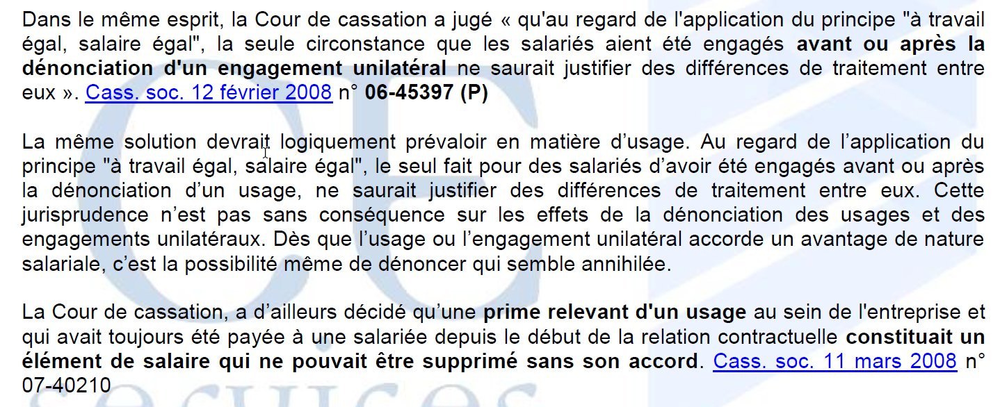 Dans le même esprit, la Cour de cassation a jugé « qu'au regard de l'application du principe "à travail
égal, salaire égal", la seule circonstance que les salariés aient été engagés avant ou après la
dénonciation d'un engagement unilatéral ne saurait justifier des différences de traitement entre
eux ». Cass. soc. 12 février 2008 n° 06-45397 (P)
La même solution devrait logiquement prévaloir en matière d’usage. Au regard de l’application du
principe "à travail égal, salaire égal", le seul fait pour des salariés d’avoir été engagés avant ou après
la dénonciation d’un usage, ne saurait justifier des différences de traitement entre eux. Cette
jurisprudence n’est pas sans conséquence sur les effets de la dénonciation des usages et des
engagements unilatéraux. Dès que l’usage ou l’engagement unilatéral accorde un avantage de nature
salariale, c’est la possibilité même de dénoncer qui semble annihilée.
La Cour de cassation, a d’ailleurs décidé qu’une prime relevant d'un usage au sein de l'entreprise et
qui avait toujours été payée à une salariée depuis le début de la relation contractuelle constituait un
élément de salaire qui ne pouvait être supprimé sans son accord. Cass. soc. 11 mars 2008 n°
07-40210
CE
services